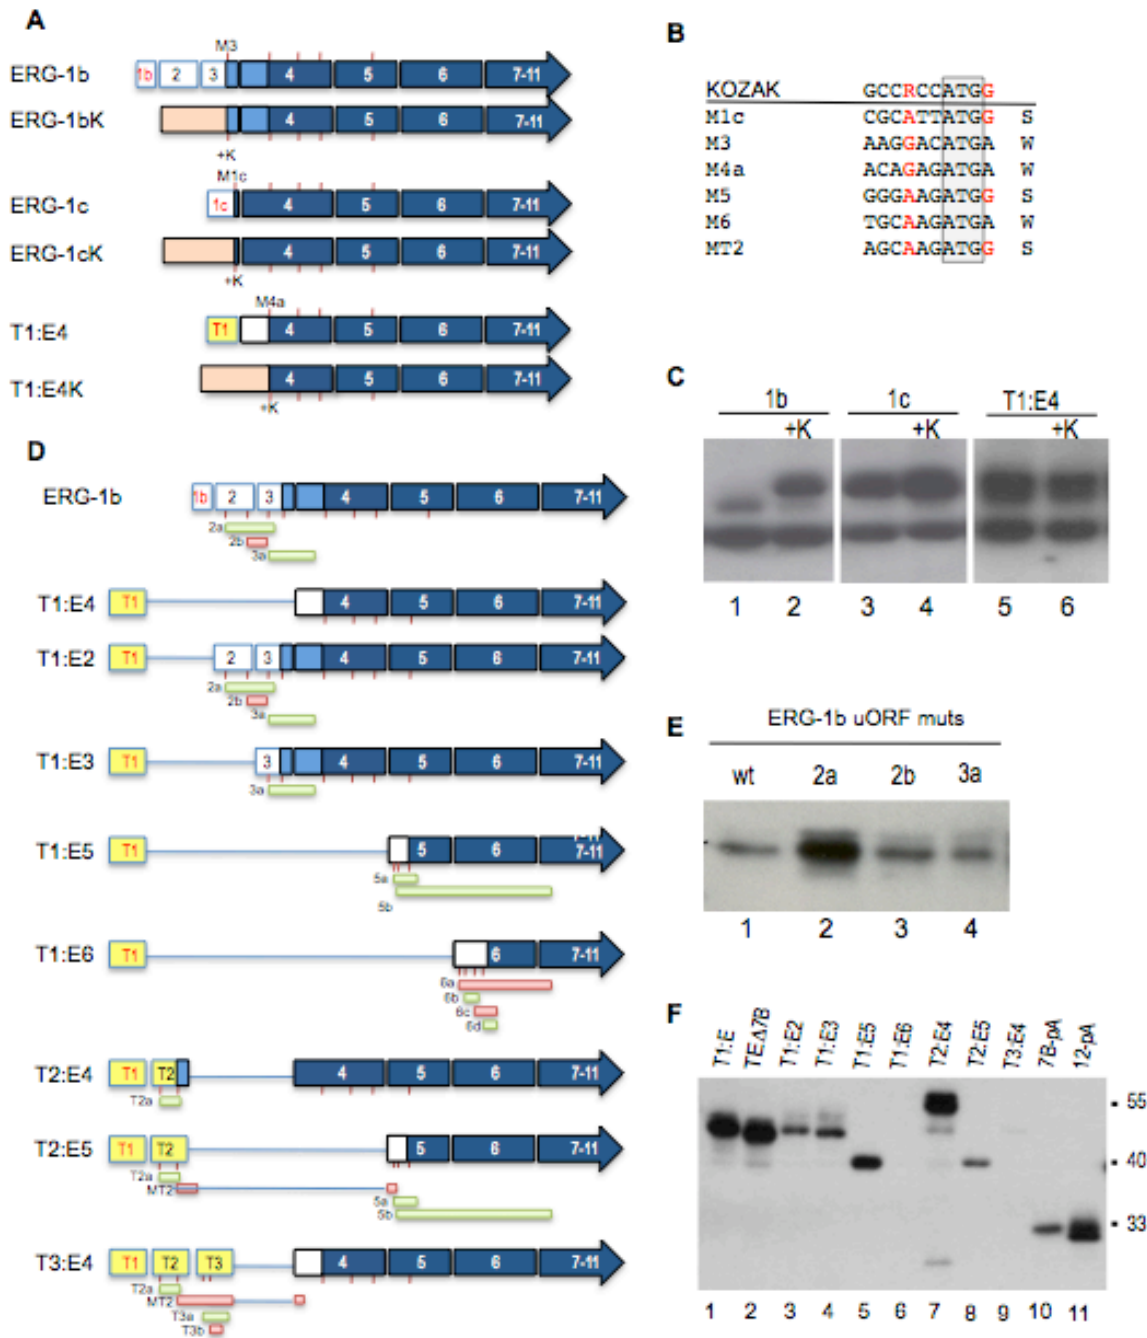 A
M3
ERG-1b
1b 2 3 4 5 6 7-11
ERG-1bK
4 5 6 7-11
+K
M1c
ERG-1c
1c 4 5 6 7-11
ERG-1cK
4 5 6 7-11
+K
M4a
T1:E4
T1 4 5 6 7-11
T1:E4K
4 5 6 7-11
+K
B
KOZAK GCCRCCATGG
M1c CGCATTATGG S
M3 AAGGACATGA W
M4a ACAGAGATGA W
M5 GGGAAGATGG S
M6 TGCAAGATGA W
MT2 AGCAAGATGG S
C
1b 1c T1:E4
+K +K +K
1 2 3 4 5 6
D
ERG-1b
1b 2 3 4 5 6 7-11
2a
2b
3a
T1:E4
T1 4 5 6 7-11
T1:E2
T1 2 3 4 5 6 7-11
2a
2b
3a
T1:E3
T1 3 4 5 6 7-11
3a
T1:E5
7-11
T1 5 6 7-11
5a
5b
T1:E6
T1 6 7-11
6a
6b
6c
6d
T2:E4
T1 T2 4 5 6 7-11
T2a
T2:E5
T1 T2 5 6 7-11
T2a
MT2
5a
5b
T3:E4
T1 T2 T3 4 5 6 7-11
T2a
MT2
T3a
T3b
E
ERG-1b uORF muts
wt 2a 2b 3a
1 2 3 4
F
T1:E TEΔ7B T1:E2 T1:E3 T1:E5 T1:E6 T2:E4 T2:E5 T3:E4 7B-pA 12-pA
55
40
33
1 2 3 4 5 6 7 8 9 10 11